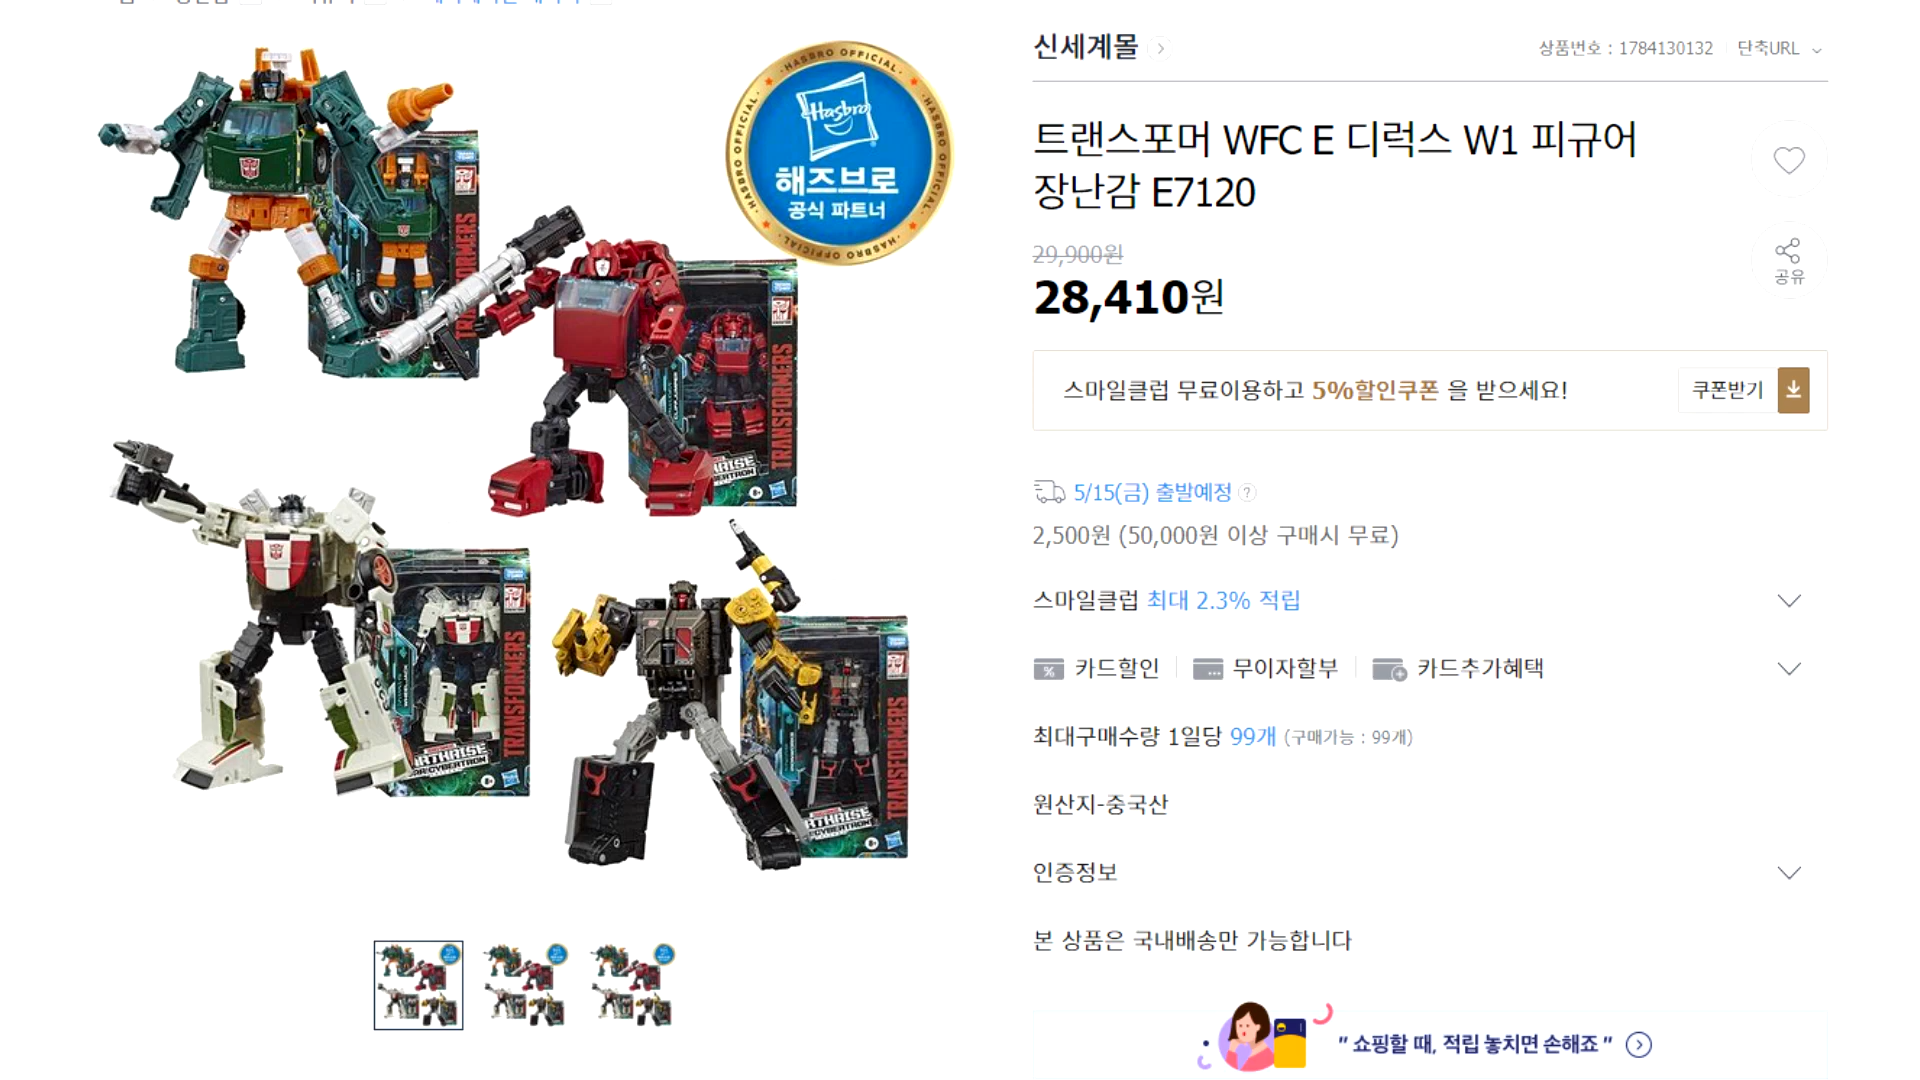 신세계몰
상품번호 : 1784130132
단축URL
트랜스포머 WFC E 디럭스 W1 피규어
장난감 E7120
29,900원
28,410원
공유
스마일클럽 무료이용하고 5%할인쿠폰 을 받으세요!
쿠폰받기
5/15(금) 출발예정 ?
2,500원 (50,000원 이상 구매시 무료)
스마일클럽 최대 2.3% 적립
카드할인
무이자할부
카드추가혜택
최대구매수량 1일당 99개 (구매가능 : 99개)
원산지-중국산
인증정보
본 상품은 국내배송만 가능합니다
" 쇼핑할 때, 적립 놓치면 손해죠 "
HASBRO OFFICIAL
HASBRO OFFICIAL
HASBRO OFFICIAL
HASBRO OFFICIAL
Hasbro
해즈브로
공식 파트너
TRANSFORMERS
TRANSFORMERS
TRANSFORMERS
TRANSFORMERS